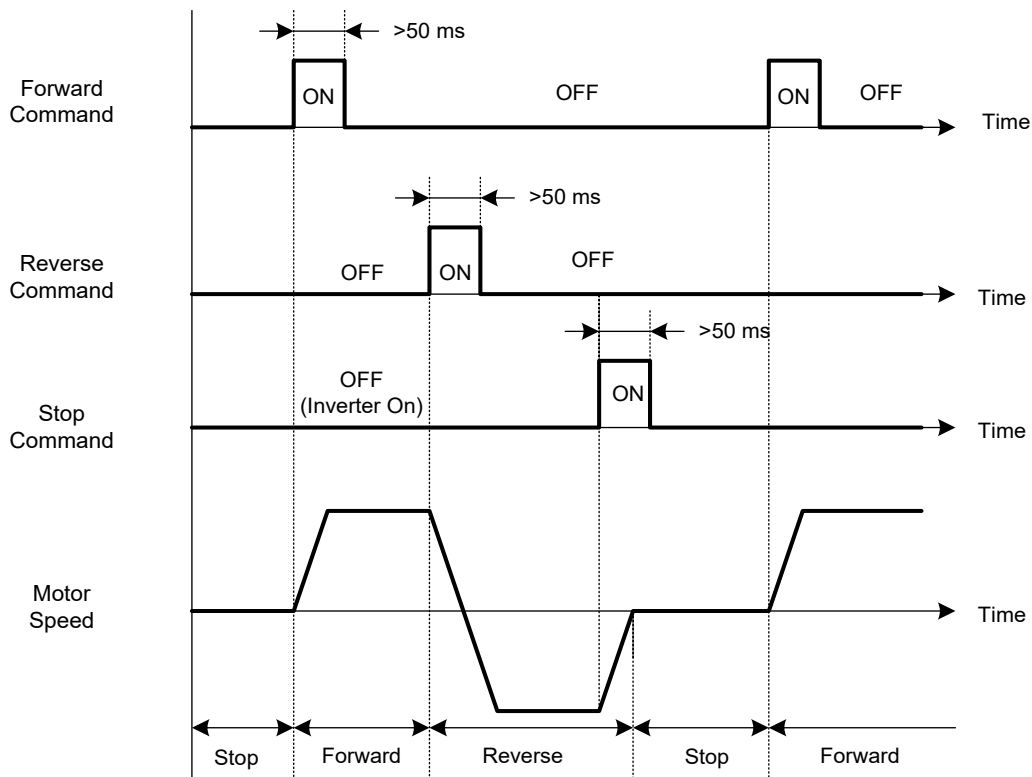 >50 ms
Forward
Command
ON
OFF
ON
OFF
Time
>50 ms
Reverse
Command
OFF
ON
OFF
Time
>50 ms
Stop
Command
OFF
(Inverter On)
ON
Time
Motor
Speed
Time
Stop
Forward
Reverse
Stop
Forward